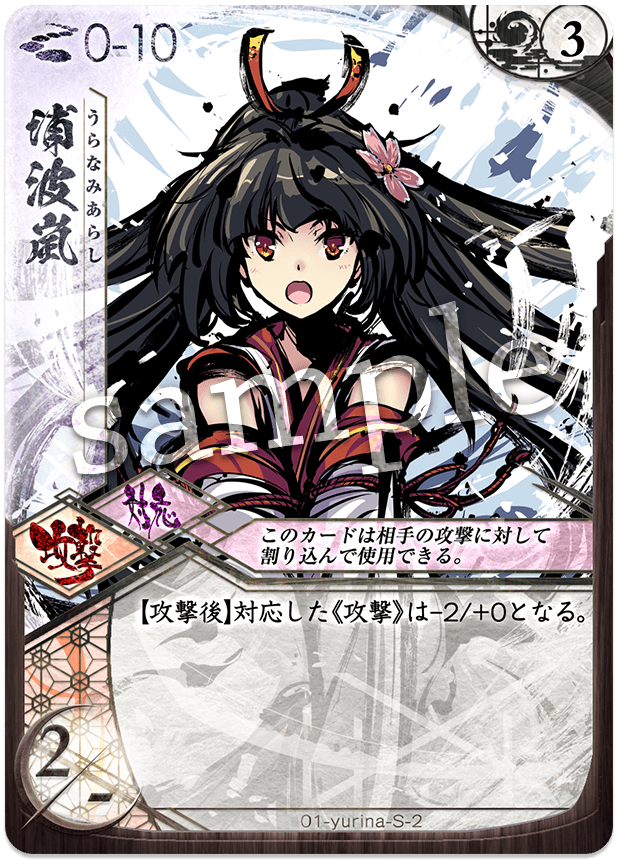 0-10
3
浦波嵐
うらなみあらし
sample
攻撃
対応
このカードは相手の攻撃に対して
割り込んで使用できる。
【攻撃後】対応した《攻撃》は-2/+0となる。
2/-
01-yurina-S-2